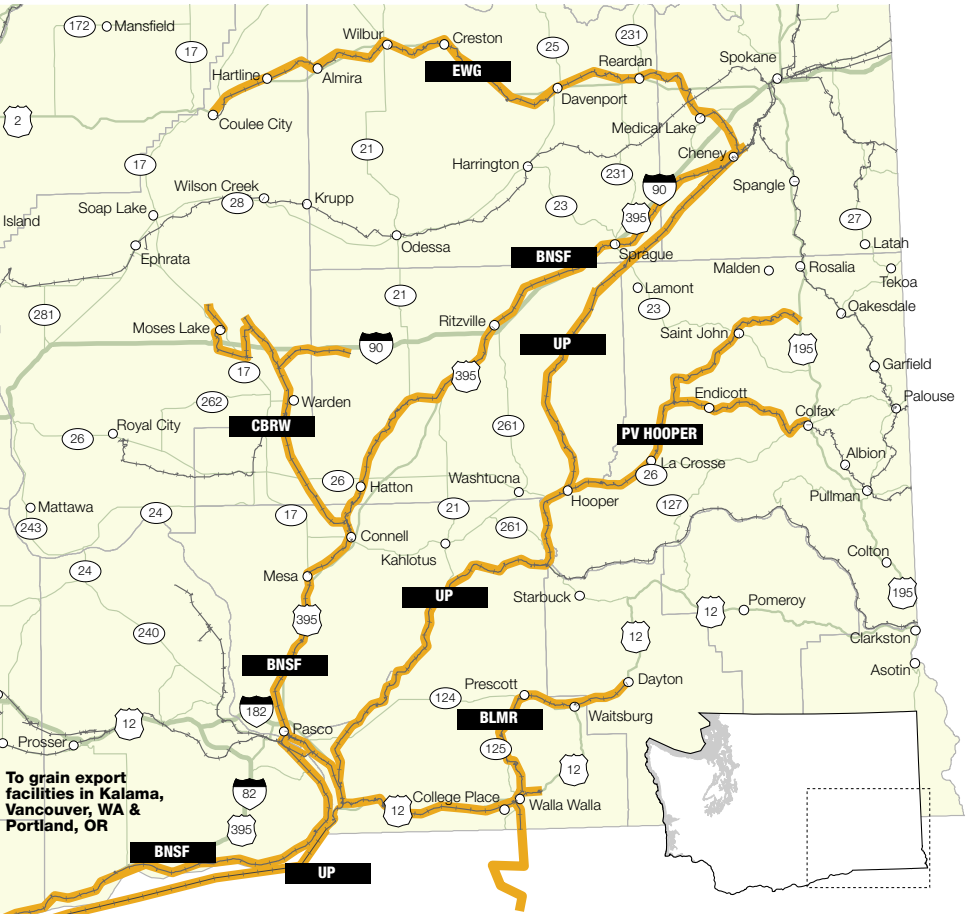 172
Mansfield
Wilbur
Creston
231
17
25
Reardan
Spokane
EWG
Hartline
Almira
Davenport
2
Coulee City
Medical Lake
21
Cheney
17
Harrington
231
90
Spangle
Wilson Creek
28
Krupp
23
395
Soap Lake
27
Island
Odessa
Latah
Ephrata
BNSF
Sprague
Malden
Rosalia
Tekoa
21
Lamont
23
Oakesdale
281
Ritzville
Moses Lake
Saint John
90
UP
195
17
395
Garfield
262
Warden
Endicott
Palouse
CBRW
261
Colfax
26
Royal City
PV HOOPER
La Crosse
26
Albion
26
Hatton
Washtucna
Hooper
127
Pullman
Mattawa
243
24
17
21
261
Connell
Kahlotus
Colton
24
Mesa
UP
Starbuck
195
395
12
Pomeroy
240
12
Clarkston
BNSF
Asotin
124
Prescott
Dayton
182
BLMR
Waitsburg
12
Pasco
125
Prosser
12
To grain export
facilities in Kalama,
Vancouver, WA &
Portland, OR
82
College Place
12
Walla Walla
395
BNSF
UP